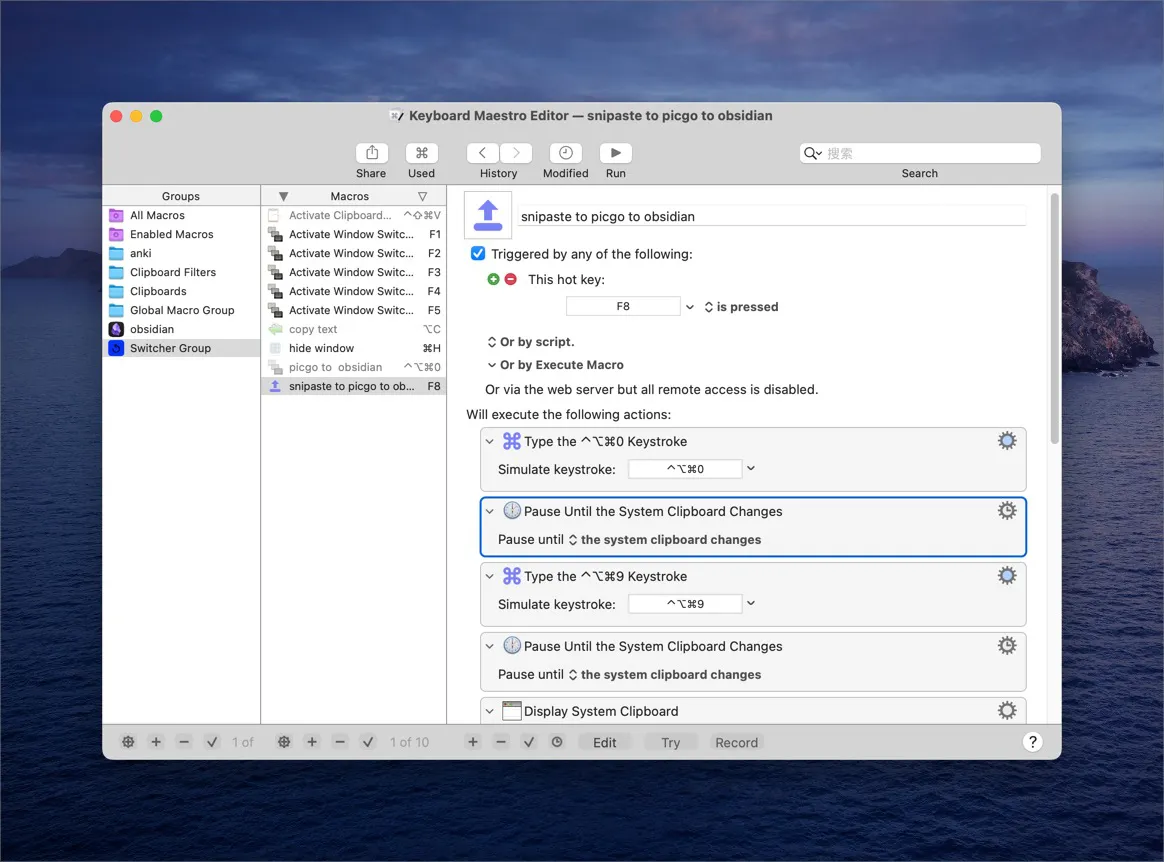 Keyboard Maestro Editor — snipaste to picgo to obsidian
Share
Used
History
Modified
Run
搜索
Search
Groups
All Macros
Enabled Macros
anki
Clipboard Filters
Clipboards
Global Macro Group
obsidian
Switcher Group
Macros
Activate Clipboard... ^⇧⌘V
Activate Window Switc... F1
Activate Window Switc... F2
Activate Window Switc... F3
Activate Window Switc... F4
Activate Window Switc... F5
copy text ⌥C
hide window ⌘H
picgo to obsidian ^⌥⌘0
snipaste to picgo to ob... F8
snipaste to picgo to obsidian
Triggered by any of the following:
This hot key:
F8 is pressed
Or by script.
Or by Execute Macro
Or via the web server but all remote access is disabled.
Will execute the following actions:
Type the ^⌥⌘0 Keystroke
Simulate keystroke: ^⌥⌘0
Pause Until the System Clipboard Changes
Pause until the system clipboard changes
Type the ^⌥⌘9 Keystroke
Simulate keystroke: ^⌥⌘9
Pause Until the System Clipboard Changes
Pause until the system clipboard changes
Display System Clipboard
1 of
1 of 10
Edit
Try
Record
?